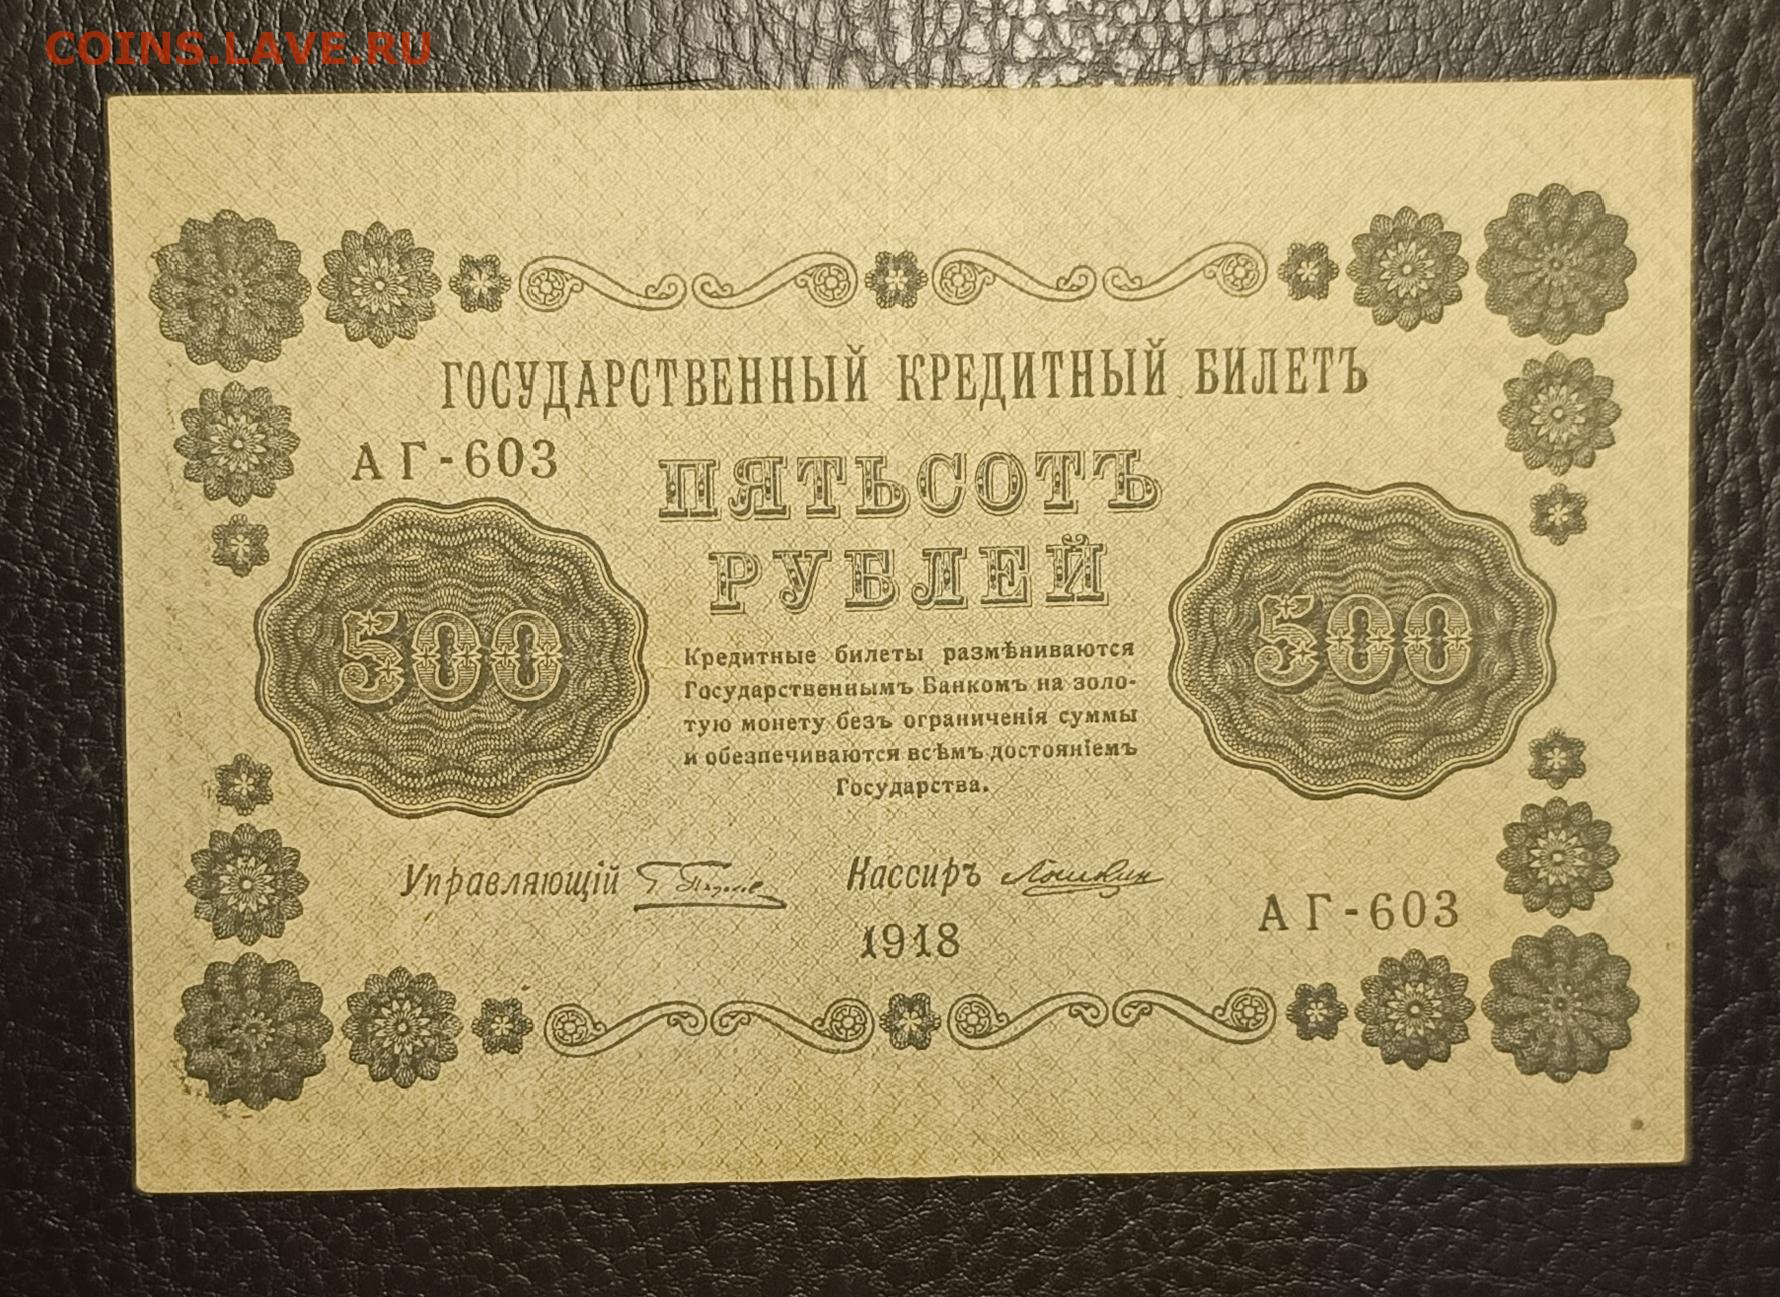 COINS.LAVE.RU
ГОСУДАРСТВЕННЫЙ КРЕДИТНЫЙ БИЛЕТЪ
АГ-603
ПЯТЬСОТЪ
РУБЛЕЙ
500
500
Кредитные билеты размѣниваются
Государственнымъ Банкомъ на золо-
тую монету безъ ограниченія суммы
и обезпечиваются всѣмъ достояніемъ
Государства.
Управляющій
Кассиръ
АГ-603
1918